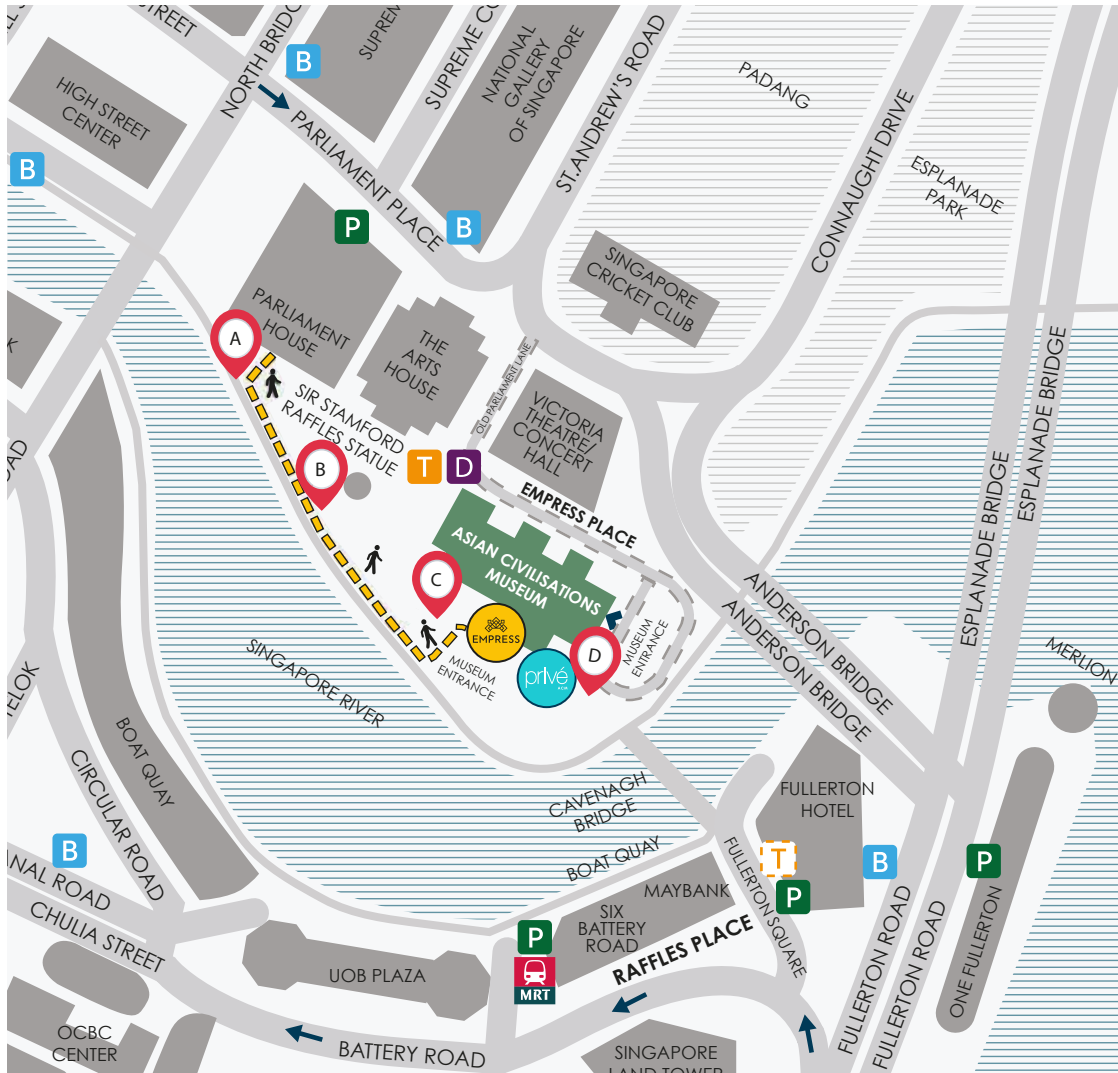 STREET
NORTH BRIDG
B
SUPREM
SUPREME CO
NATIONAL
GALLERY
OF SINGAPORE
ST.ANDREW'S ROAD
PADANG
CONNAUGHT DRIVE
ESPLANADE
PARK
HIGH STREET
CENTER
B
PARLIAMENT PLACE
P
B
SINGAPORE
CRICKET CLUB
PARLIAMENT
HOUSE
THE
ARTS
HOUSE
OLD PARLIAMENT LANE
VICTORIA
THEATRE/
CONCERT
HALL
A
K
SIR STAMFORD
RAFFLES STATUE
B
T
D
EMPRESS PLACE
ASIAN CIVILISATIONS
MUSEUM
C
EMPRESS
MUSEUM
ENTRANCE
privé
ACM
D
MUSEUM
ENTRANCE
ANDERSON BRIDGE
ANDERSON BRIDGE
ESPLANADE BRIDGE
ESPLANADE BRIDGE
MERLION
SINGAPORE RIVER
OAD
TELOK
BOAT QUAY
CIRCULAR ROAD
CAVENAGH
BRIDGE
BOAT QUAY
FULLERTON
HOTEL
T
P
B
P
FULLERTON SQUARE
MAYBANK
SIX
BATTERY
ROAD
RAFFLES PLACE
P
MRT
B
NAL ROAD
CHULIA STREET
UOB PLAZA
OCBC
CENTER
BATTERY ROAD
SINGAPORE
LAND TOWER
FULLERTON ROAD
FULLERTON ROAD
ONE FULLERTON